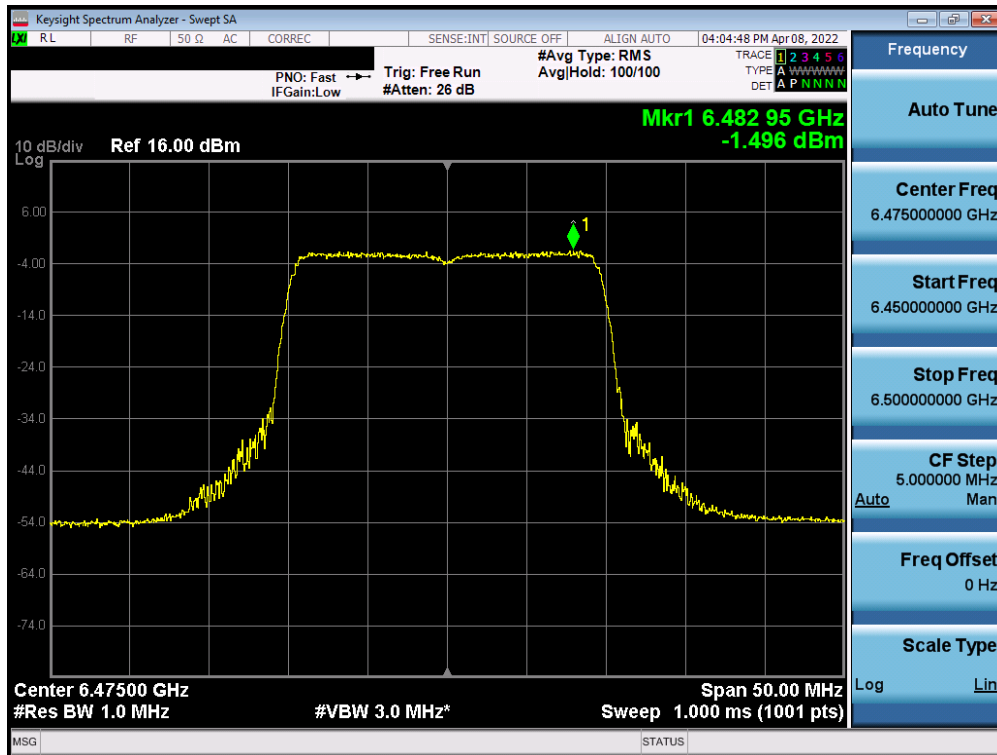 Keysight Spectrum Analyzer - Swept SA
LXI RL RF 50 Ω AC CORREC SENSE:INT SOURCE OFF ALIGN AUTO 04:04:48 PM Apr 08, 2022
PNO: Fast
IFGain:Low
Trig: Free Run
#Atten: 26 dB
#Avg Type: RMS
Avg|Hold: 100/100
TRACE 1 2 3 4 5 6
TYPE A WWWWW
DET A P N N N N
Mkr1 6.482 95 GHz
-1.496 dBm
10 dB/div
Log
Ref 16.00 dBm
1
6.00
-4.00
-14.0
-24.0
-34.0
-44.0
-54.0
-64.0
-74.0
Center 6.47500 GHz
Span 50.00 MHz
#Res BW 1.0 MHz
#VBW 3.0 MHz*
Sweep 1.000 ms (1001 pts)
MSG
STATUS
Frequency
Auto Tune
Center Freq
6.475000000 GHz
Start Freq
6.450000000 GHz
Stop Freq
6.500000000 GHz
CF Step
5.000000 MHz
Auto Man
Freq Offset
0 Hz
Scale Type
Log Lin